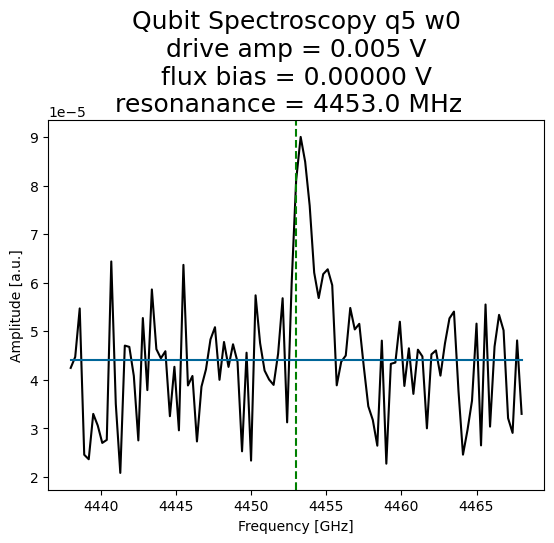 Qubit Spectroscopy q5 w0
drive amp = 0.005 V
flux bias = 0.00000 V
resonanance = 4453.0 MHz
1e−5
9
8
7
6
5
4
3
2
Amplitude [a.u.]
4440 4445 4450 4455 4460 4465
Frequency [GHz]